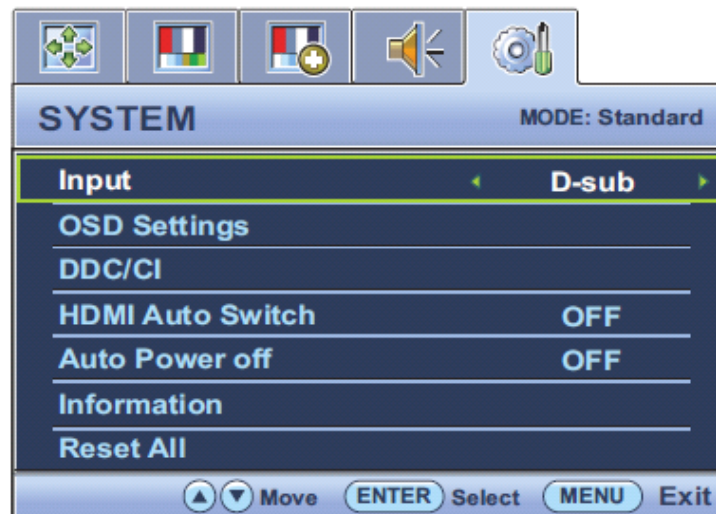 SYSTEM MODE: Standard
Input D-sub
OSD Settings
DDC/CI
HDMI Auto Switch OFF
Auto Power off OFF
Information
Reset All
Move ENTER Select MENU Exit